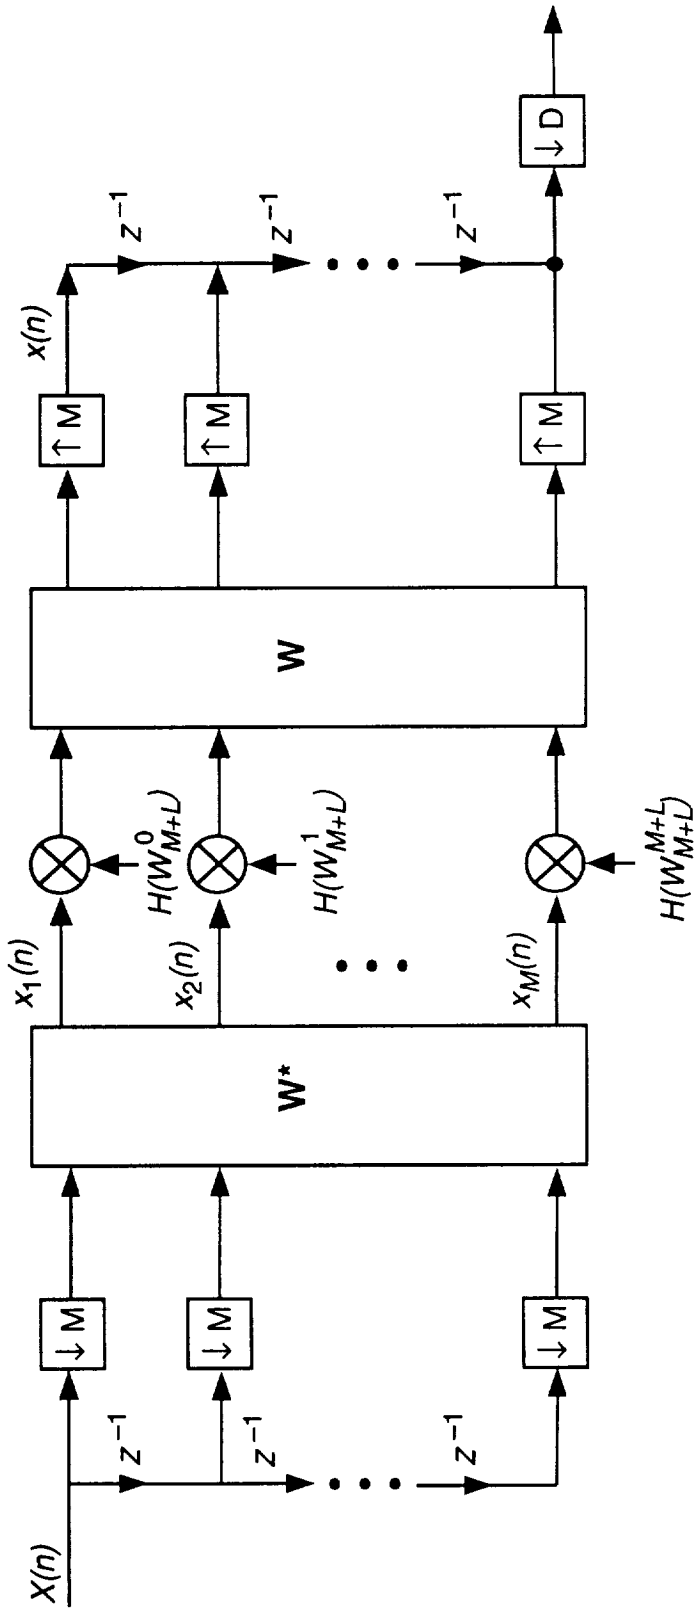 X(n)
z⁻¹
z⁻¹
z⁻¹
↓ M
↓ M
↓ M
W*
x₁(n)
x₂(n)
x_M(n)
H(W⁰_{M+L})
H(W¹_{M+L})
H(W^{M+L}_{M+L})
W
↑ M
↑ M
↑ M
x(n)
z⁻¹
z⁻¹
z⁻¹
↓ D